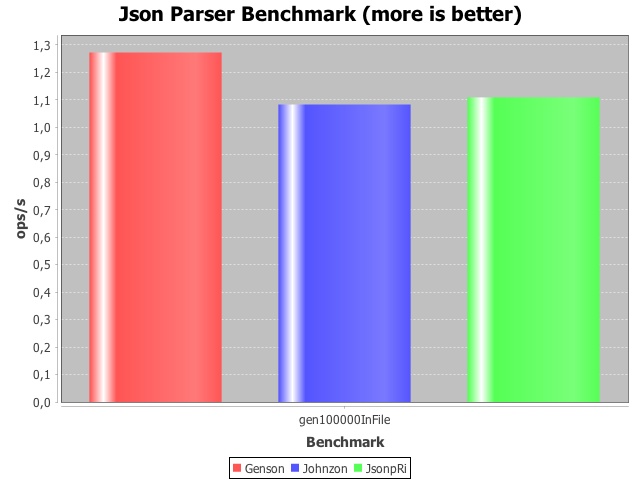 Json Parser Benchmark (more is better)
1,3
1,2
1,1
1,0
0,9
0,8
0,7
0,6
0,5
0,4
0,3
0,2
0,1
0,0
ops/s
gen100000InFile
Benchmark
Genson Johnzon JsonpRi